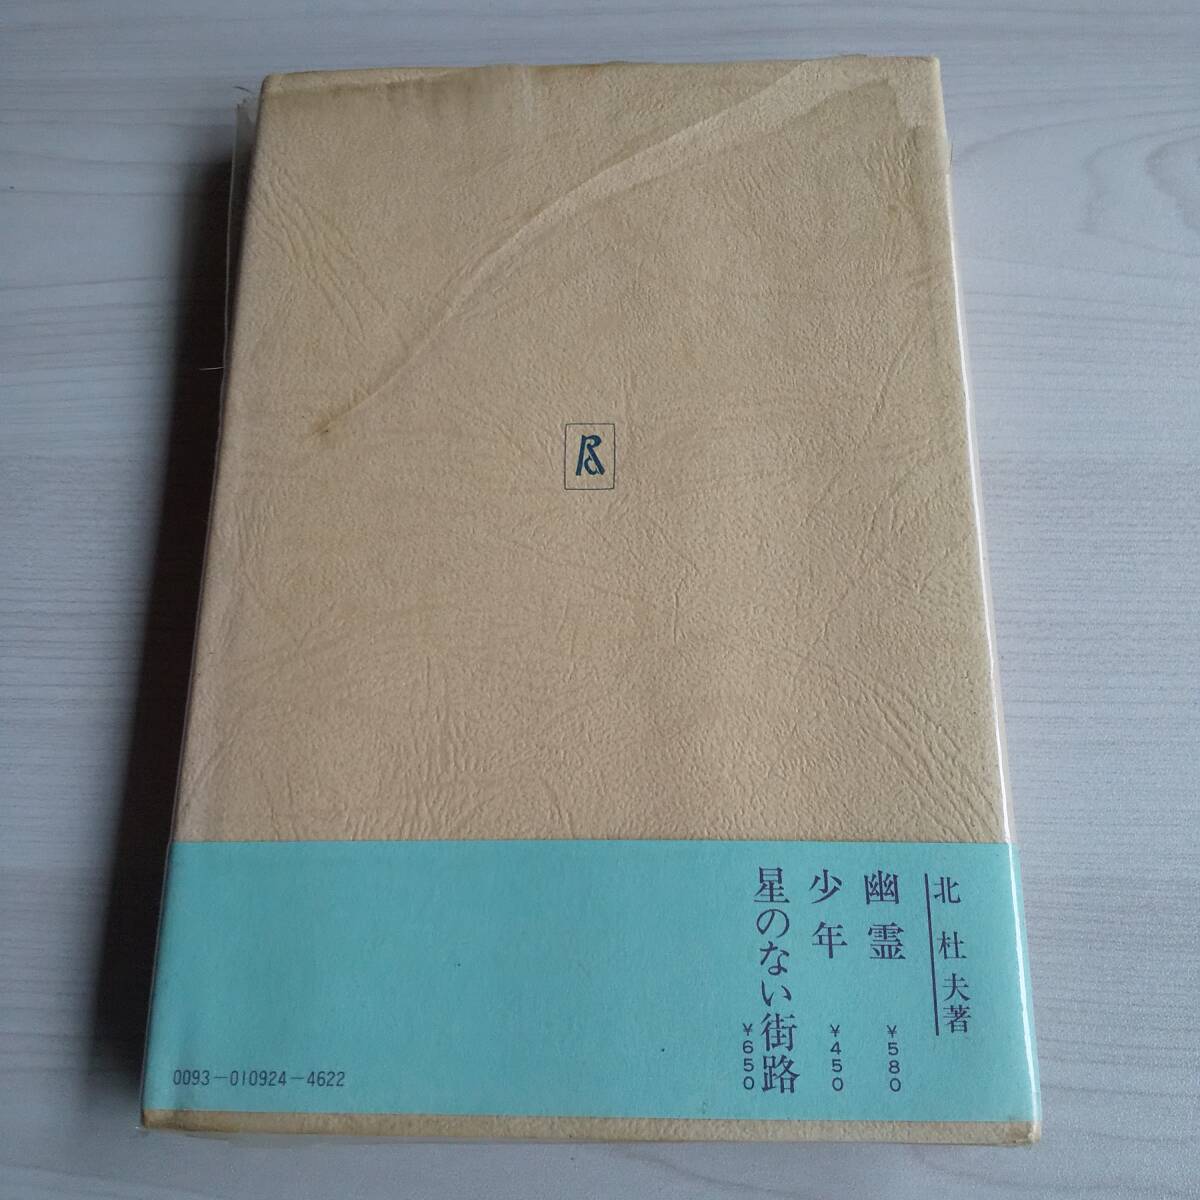 北杜夫著
幽霊 ¥580
少年 ¥450
星のない街路 ¥650
0093-010924-4622